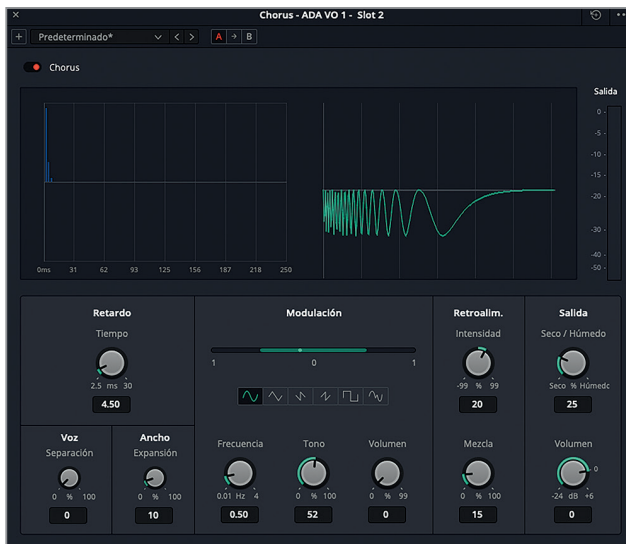 Chorus - ADA VO 1 - Slot 2
Predeterminado*
A
B
Chorus
Salida
0
-5
-10
-15
-20
-30
-40
-50
0ms 31 62 93 125 156 187 218 250
Retardo
Tiempo
2.5 ms 30
4.50
Voz
Separación
0 % 100
0
Ancho
Expansión
0 % 100
10
Modulación
1 0 1
Frecuencia
0.01 Hz 4
0.50
Tono
0 % 100
52
Volumen
0 % 99
0
Retroalim.
Intensidad
-99 % 99
20
Mezcla
0 % 100
15
Salida
Seco / Húmedo
Seco % Húmedc
25
Volumen
0
-24 dB +6
0